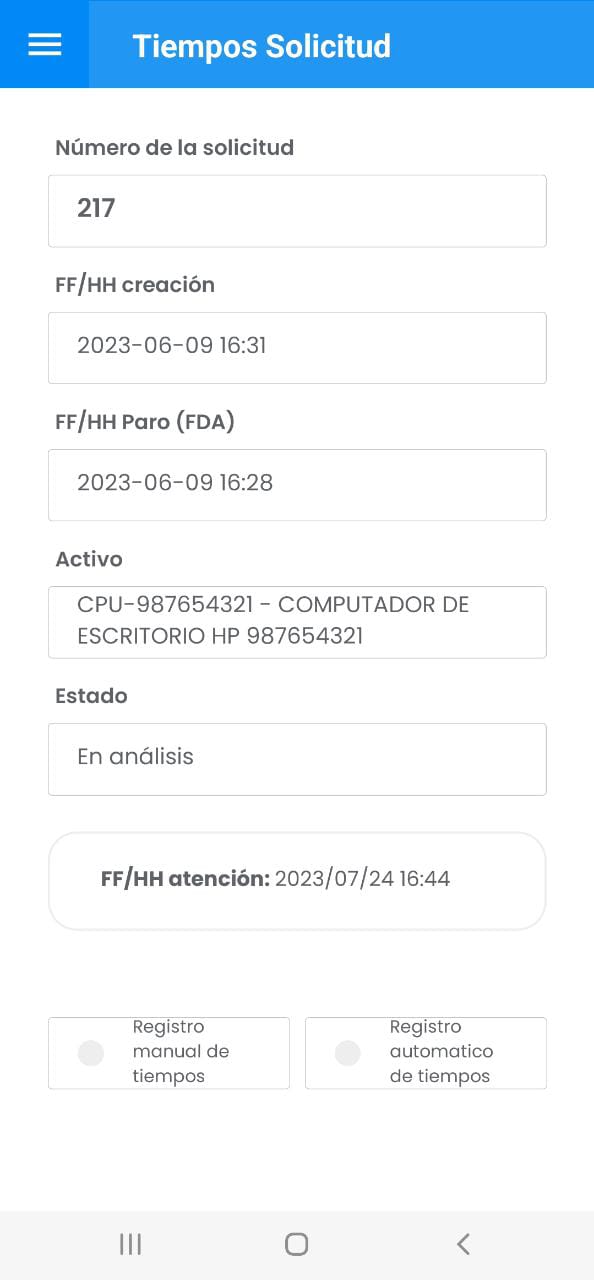 Tiempos Solicitud
Número de la solicitud
217
FF/HH creación
2023-06-09 16:31
FF/HH Paro (FDA)
2023-06-09 16:28
Activo
CPU-987654321 - COMPUTADOR DE
ESCRITORIO HP 987654321
Estado
En análisis
FF/HH atención: 2023/07/24 16:44
Registro
manual de
tiempos
Registro
automatico
de tiempos